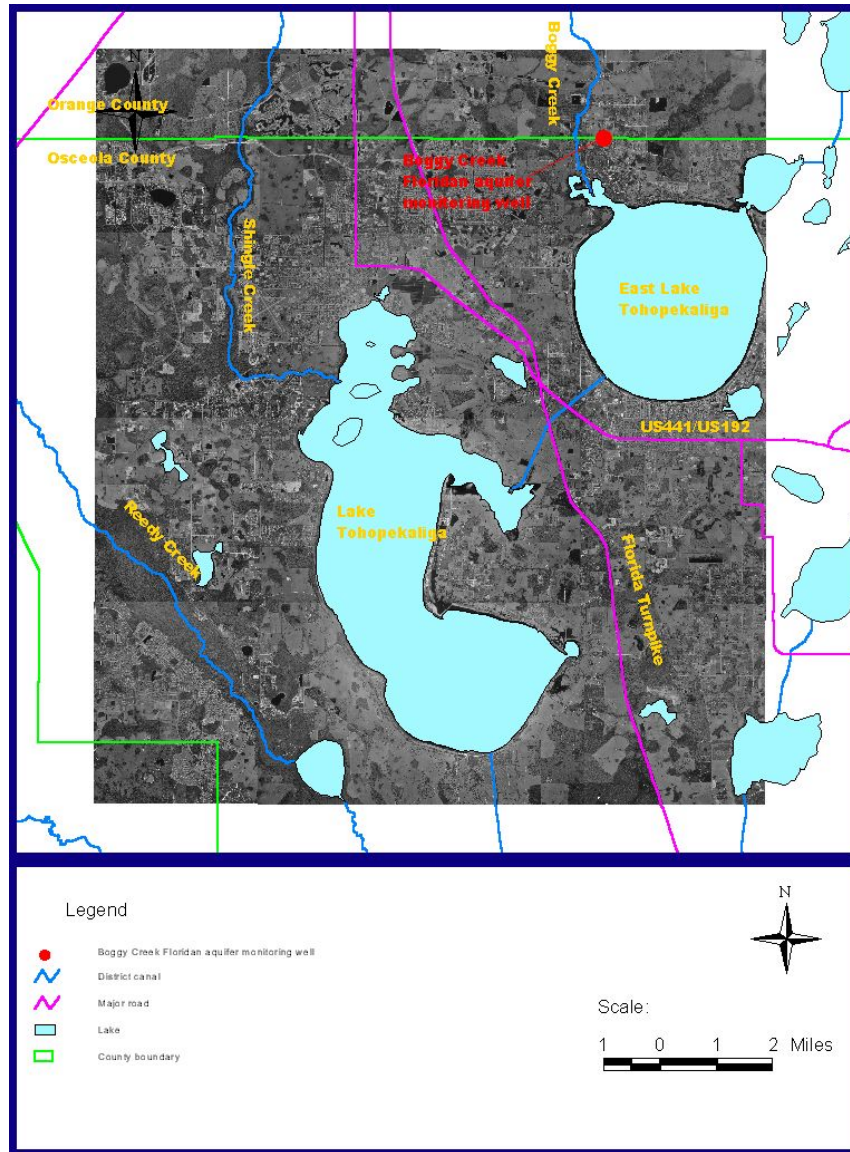 N
Orange County
Osceola County
Boggy Creek
Boggy Creek
Floridan aquifer
monitoring well
Shingle Creek
East Lake
Tohopekaliga
US441/US192
Lake
Tohopekaliga
Reedy Creek
Florida Turnpike
Legend
Boggy Creek Floridan aquifer monitoring well
District canal
Major road
Lake
County boundary
N
Scale:
1 0 1 2 Miles